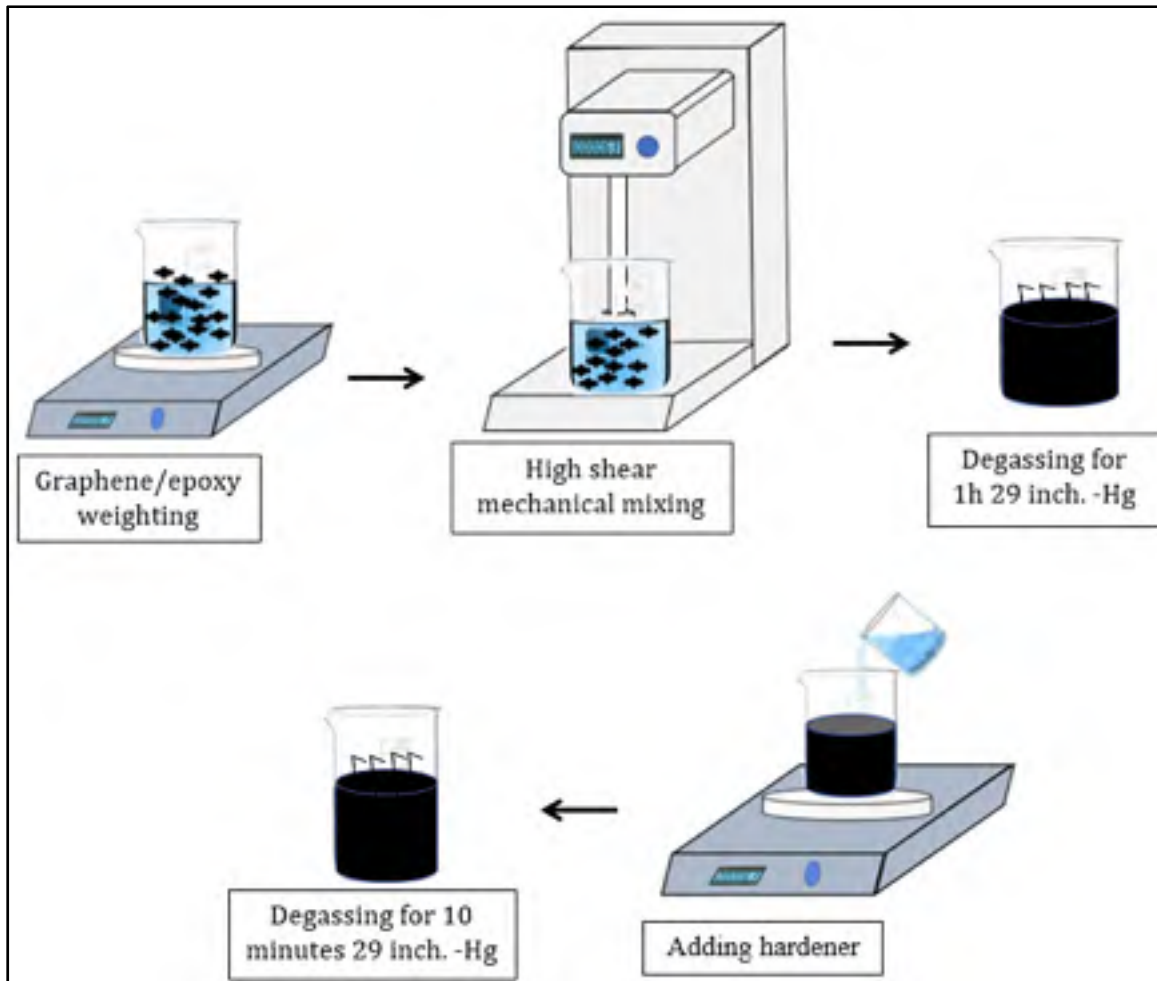 Graphene/epoxy
weighting
High shear
mechanical mixing
Degassing for
1h 29 inch. -Hg
Adding hardener
Degassing for 10
minutes 29 inch. -Hg